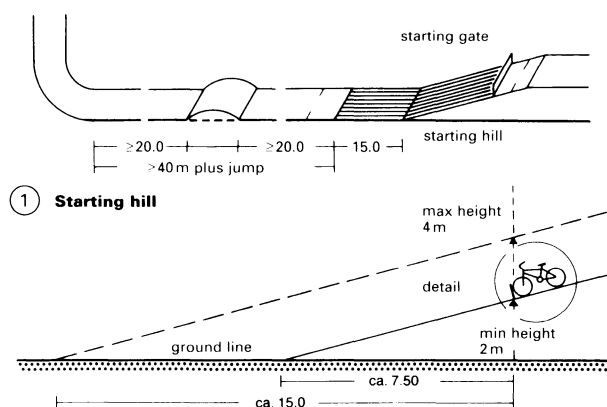 starting gate
starting hill
≥20.0 ≥20.0 15.0
≥40 m plus jump
1 Starting hill
max height
4 m
detail
min height
2 m
ground line
ca. 7.50
ca. 15.0